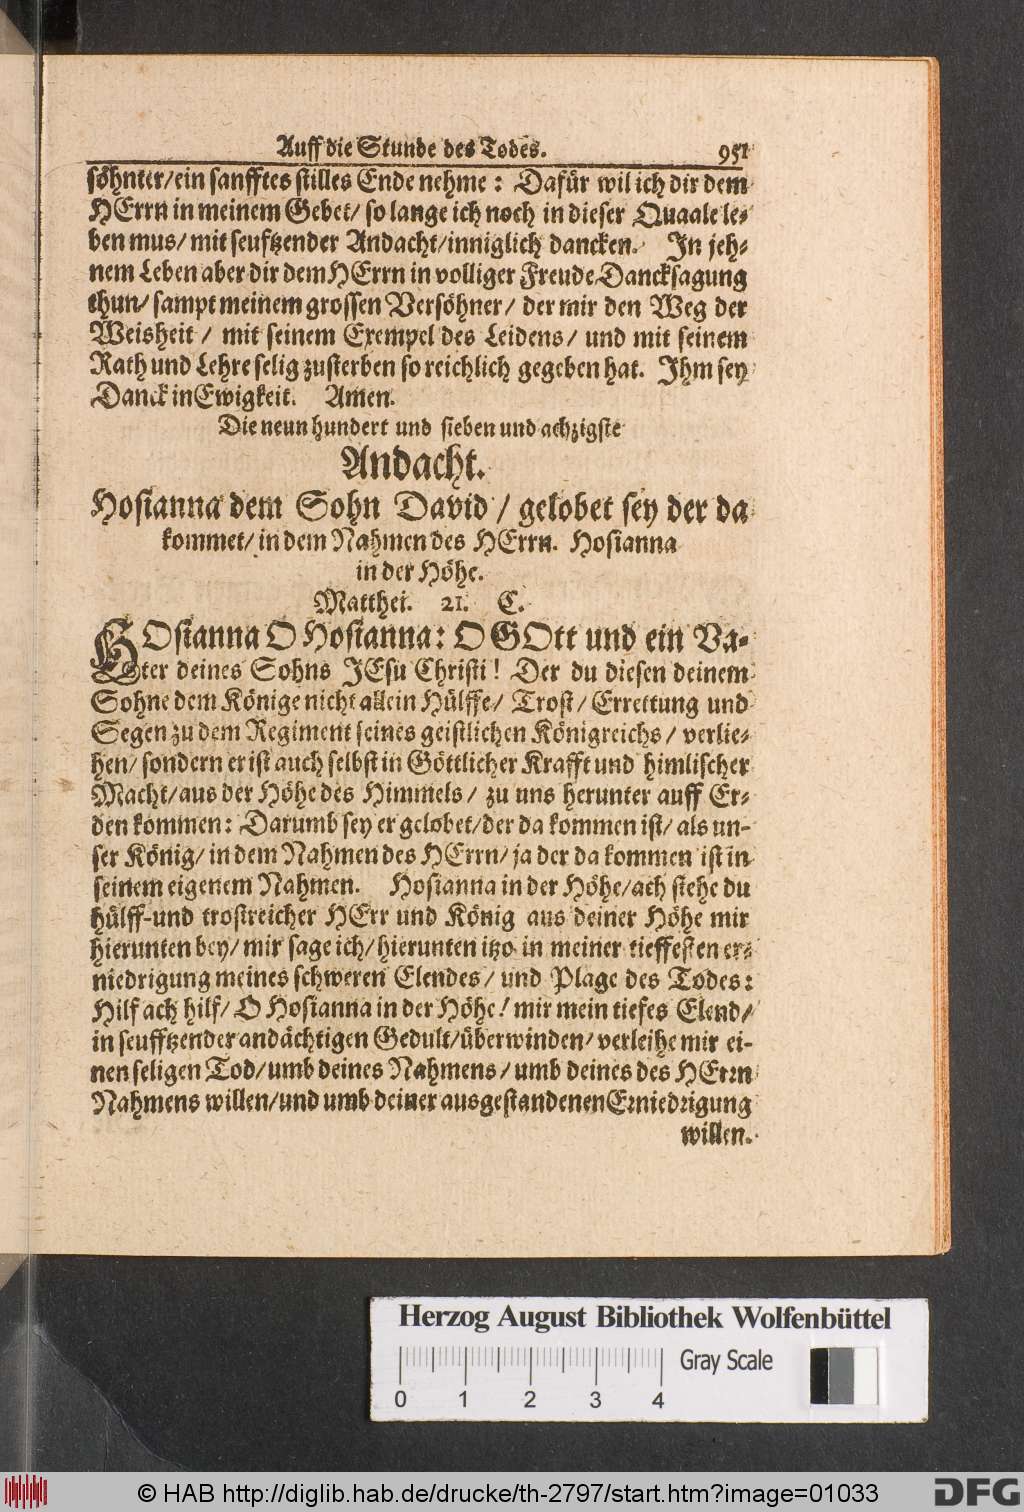 Auff die Stunde des Todes. 951
söhnter/ein sanfftes stilles Ende nehme: Dafür wil ich dir dem
HErrn in meinem Gebet/ so lange ich noch in dieser Quaale le-
ben mus/ mit seuftzender Andacht/inniglich dancken. In jeh-
nem Leben aber dir dem HErrn in volliger Freude Dancksagung
thun/ sampt meinem grossen Versöhner/ der mir den Weg der
Weisheit / mit seinem Exempel des Leidens/ und mit seinem
Rath und Lehre selig zusterben so reichlich gegeben hat. Ihm sey
Danck in Ewigkeit. Amen.
Die neun hundert und sieben und achzigste
Andacht.
Hosianna dem Sohn David / gelobet sey der da
kommet/ in dem Nahmen des HErrn. Hosianna
in der Höhe.
Matthei. 21. C.
HOsianna O Hosianna: O GOtt und ein Va-
ter deines Sohns JEsu Christi! Der du diesen deinem
Sohne dem Könige nicht allein Hülffe/ Trost/ Errettung und
Segen zu dem Regiment seines geistlichen Königreichs/ verlie-
hen/ sondern er ist auch selbst in Göttlicher Krafft und himlischer
Macht/aus der Höhe des Himmels/ zu uns herunter auff Er-
den kommen: Darumb sey er gelobet/der da kommen ist/ als un-
ser König/ in dem Nahmen des HErrn/ ja der da kommen ist in
seinem eigenem Nahmen. Hosianna in der Höhe/ach stehe du
hülff-und trostreicher HErr und König aus deiner Höhe mir
hierunten bey/ mir sage ich/ hierunten itzo in meiner tieffesten er-
niedrigung meines schweren Elendes/ und Plage des Todes:
Hilf ach hilf/ O Hosianna in der Höhe! mir mein tiefes Elend/
in seufftzender andächtigen Gedult/überwinden/ verleihe mir ei-
nen seligen Tod/umb deines Nahmens/ umb deines des HErrn
Nahmens willen/und umb deiner ausgestandenen Erniedrigung
willen.
Herzog August Bibliothek Wolfenbüttel
0 1 2 3 4 Gray Scale
© HAB http://diglib.hab.de/drucke/th-2797/start.htm?image=01033
DFG